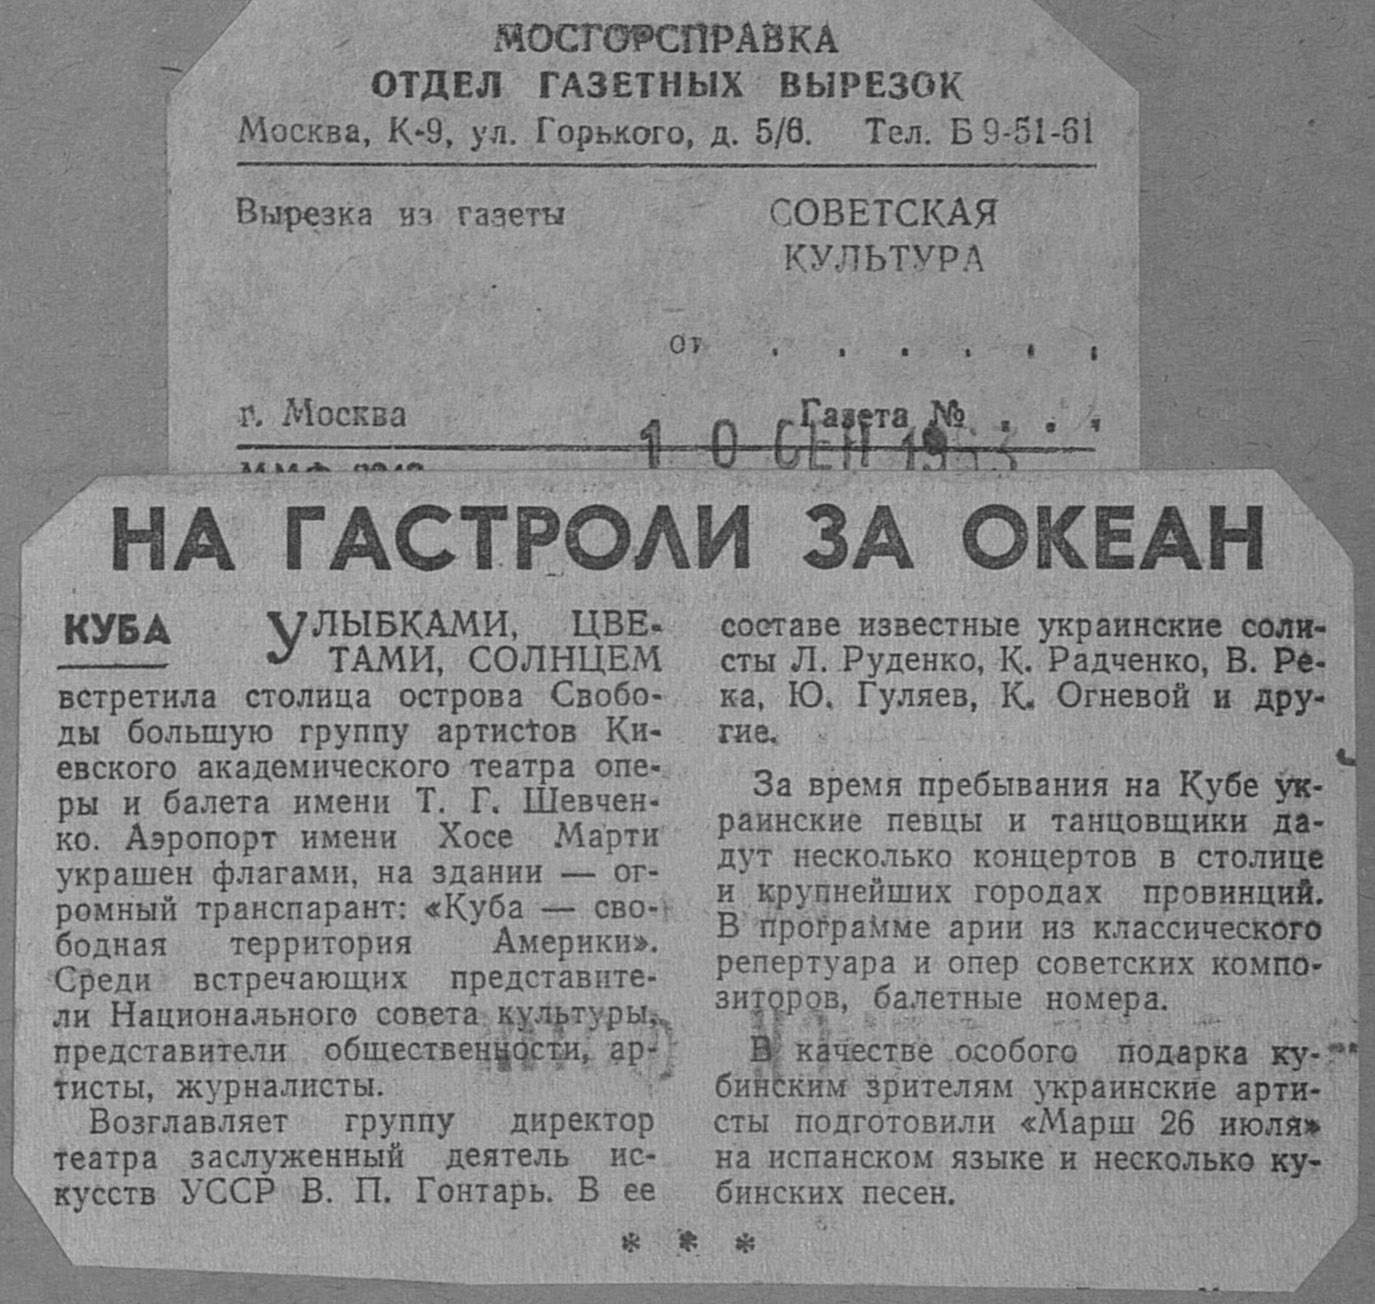 МОСГОРСПРАВКА
ОТДЕЛ ГАЗЕТНЫХ ВЫРЕЗОК
Москва, К-9, ул. Горького, д. 5/6. Тел. Б 9-51-61
Вырезка из газеты
СОВЕТСКАЯ
КУЛЬТУРА
от . . . . . .
г. Москва Газета № . . .
1 0 СЕН
НА ГАСТРОЛИ ЗА ОКЕАН
КУБА
УЛЫБКАМИ, ЦВЕ-
ТАМИ, СОЛНЦЕМ
встретила столица острова Свобо-
ды большую группу артистов Ки-
евского академического театра опе-
ры и балета имени Т. Г. Шевчен-
ко. Аэропорт имени Хосе Марти
украшен флагами, на здании — ог-
ромный транспарант: «Куба — сво-
бодная территория Америки».
Среди встречающих представите-
ли Национального совета культуры,
представители общественности, ар-
тисты, журналисты.
Возглавляет группу директор
театра заслуженный деятель ис-
кусств УССР В. П. Гонтарь. В ее
составе известные украинские соли-
сты Л. Руденко, К. Радченко, В. Ре-
ка, Ю. Гуляев, К. Огневой и дру-
гие.
За время пребывания на Кубе ук-
раинские певцы и танцовщики да-
дут несколько концертов в столице
и крупнейших городах провинций.
В программе арии из классического
репертуара и опер советских компо-
зиторов, балетные номера.
В качестве особого подарка ку-
бинским зрителям украинские арти-
сты подготовили «Марш 26 июля»
на испанском языке и несколько ку-
бинских песен.
* * *